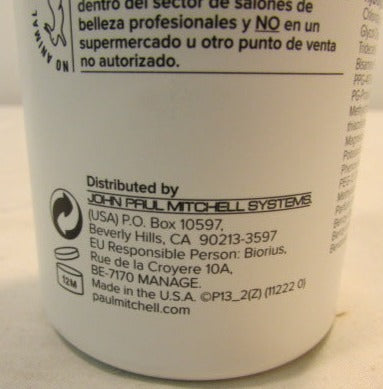 dentro del sector de salones de
belleza profesionales y NO en un
supermercado u otro punto de venta
no autorizado.
NO ANIMAL
Distributed by
JOHN PAUL MITCHELL SYSTEMS.
(USA) P.O. Box 10597,
Beverly Hills, CA 90213-3597
EU Responsible Person: Biorius,
Rue de la Croyere 10A,
BE-7170 MANAGE.
Made in the U.S.A. ©P13_2(Z) (11222 0)
paulmitchell.com
12M